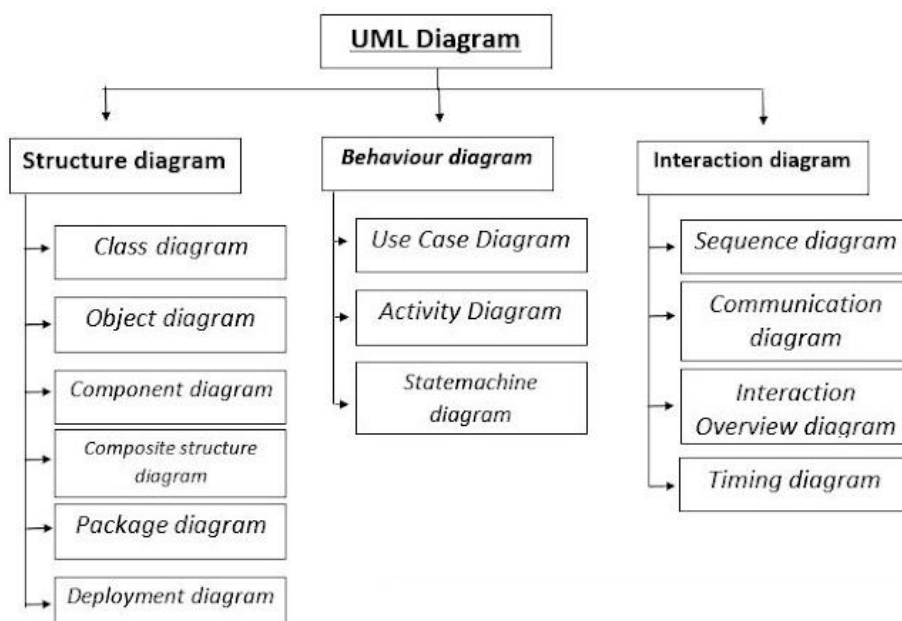 UML Diagram
Structure diagram
Class diagram
Object diagram
Component diagram
Composite structure
diagram
Package diagram
Deployment diagram
Behaviour diagram
Use Case Diagram
Activity Diagram
Statemachine
diagram
Interaction diagram
Sequence diagram
Communication
diagram
Interaction
Overview diagram
Timing diagram